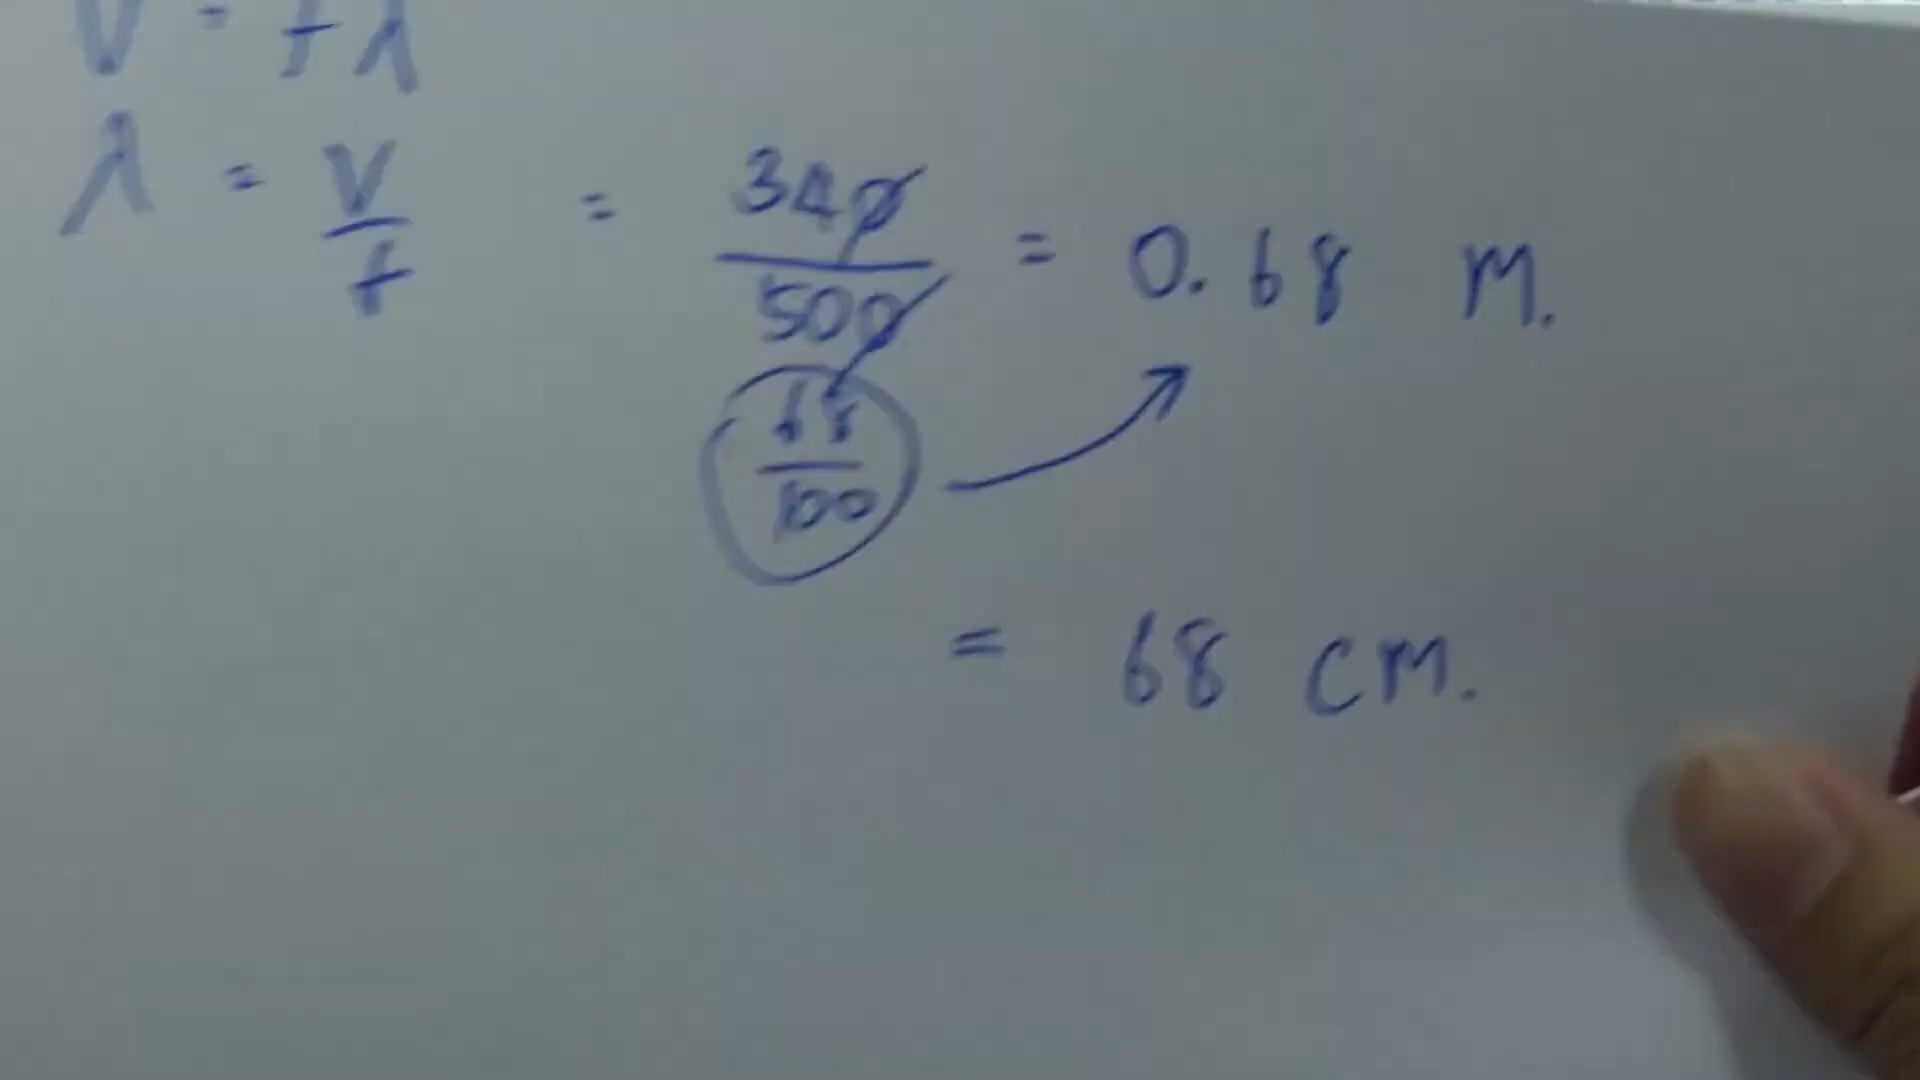 V = fλ
λ = V/f = 340/500 = 0.68 m.
68/100
= 68 cm.